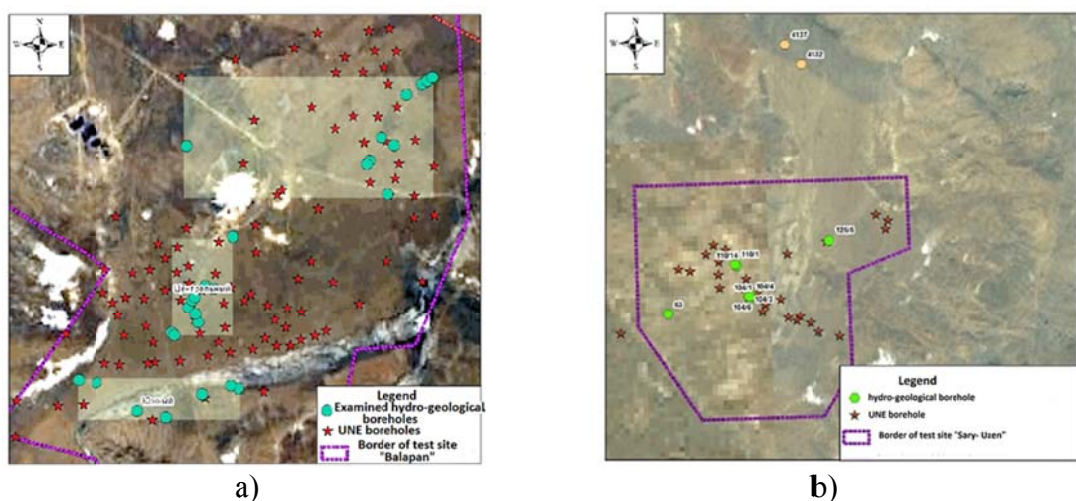 N
W E
S
Центральный
Legend
Examined hydro-geological
boreholes
UNE boreholes
Border of test site
"Balapan"
a)
N
W E
S
4137
4132
126/6
110/14 110/1
104/1 104/4
104/6 104/3
63
Legend
hydro-geological borehole
UNE borehole
Border of test site "Sary- Uzen"
b)